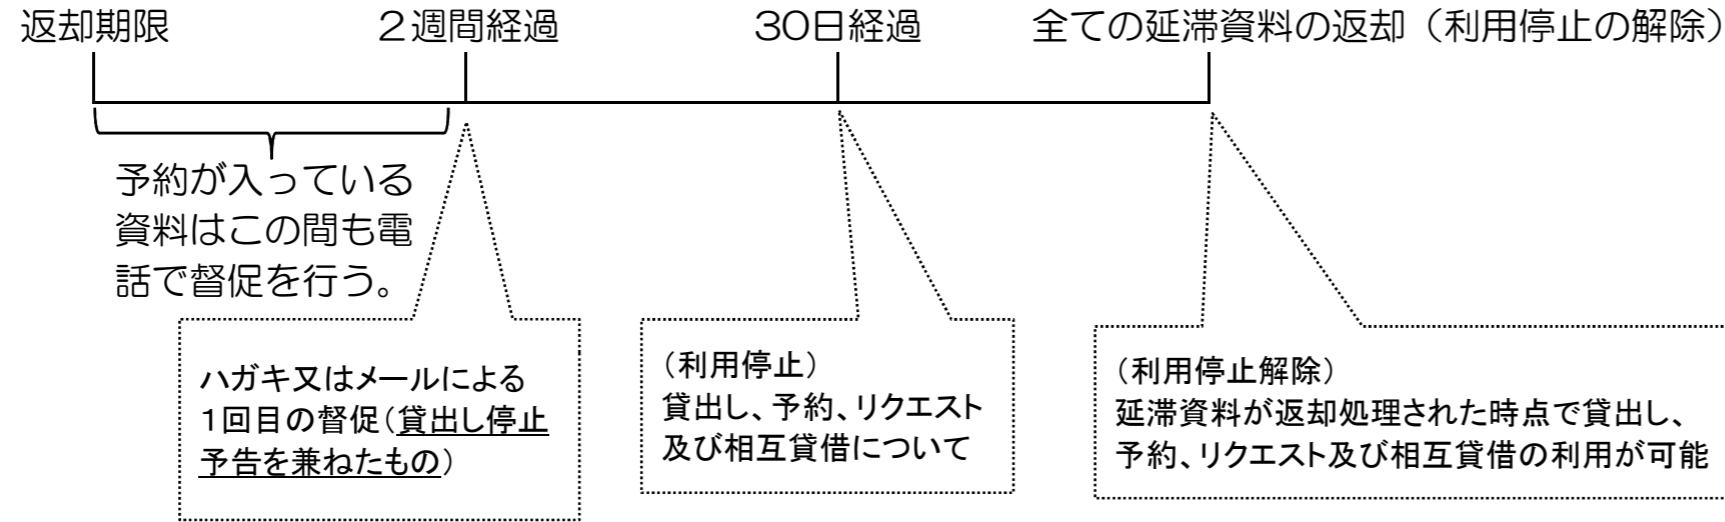 返却期限
２週間経過
30日経過
全ての延滞資料の返却（利用停止の解除）
予約が入っている
資料はこの間も電
話で督促を行う。
ハガキ又はメールによる
１回目の督促（貸出し停止
予告を兼ねたもの）
（利用停止）
貸出し、予約、リクエスト
及び相互貸借について
（利用停止解除）
延滞資料が返却処理された時点で貸出し、
予約、リクエスト及び相互貸借の利用が可能